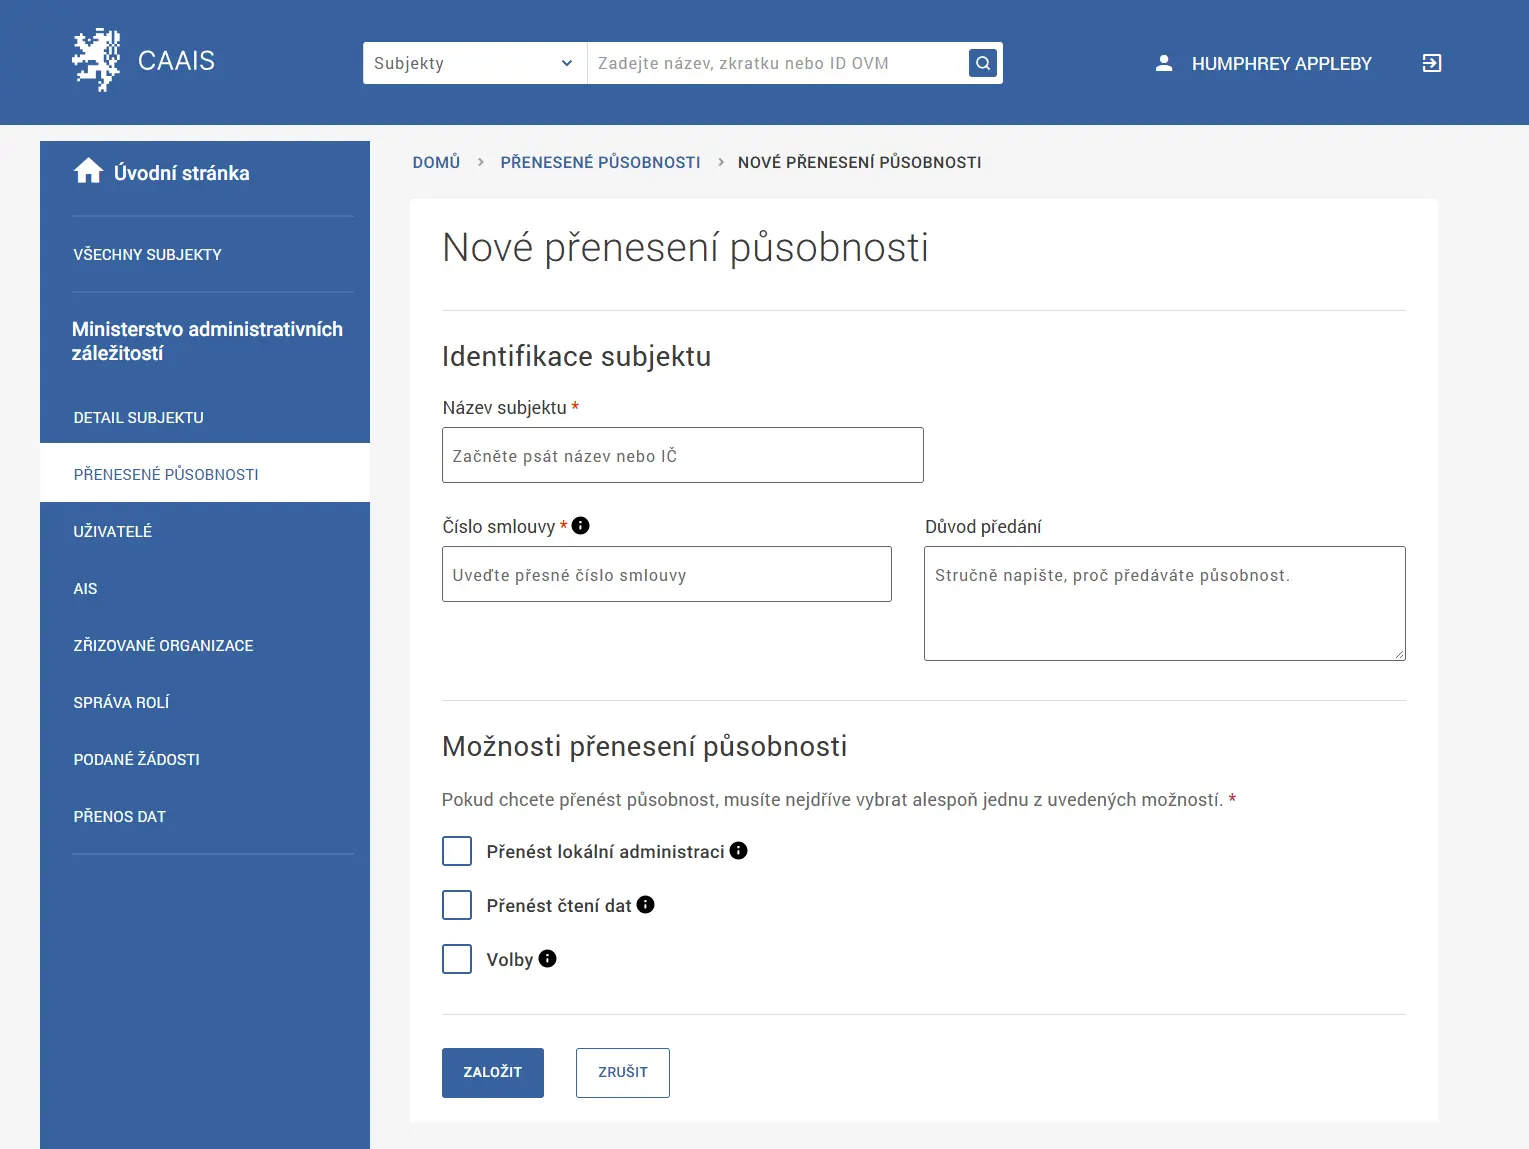 CAAIS
Subjekty
Zadejte název, zkratku nebo ID OVM
HUMPHREY APPLEBY
Úvodní stránka
VŠECHNY SUBJEKTY
Ministerstvo administrativních
záležitostí
DETAIL SUBJEKTU
PŘENESENÉ PŮSOBNOSTI
UŽIVATELÉ
AIS
ZŘIZOVANÉ ORGANIZACE
SPRÁVA ROLÍ
PODANÉ ŽÁDOSTI
PŘENOS DAT
DOMŮ > PŘENESENÉ PŮSOBNOSTI > NOVÉ PŘENESENÍ PŮSOBNOSTI
Nové přenesení působnosti
Identifikace subjektu
Název subjektu *
Začněte psát název nebo IČ
Číslo smlouvy *
Uveďte přesné číslo smlouvy
Důvod předání
Stručně napište, proč předáváte působnost.
Možnosti přenesení působnosti
Pokud chcete přenést působnost, musíte nejdříve vybrat alespoň jednu z uvedených možností. *
Přenést lokální administraci
Přenést čtení dat
Volby
ZALOŽIT
ZRUŠIT